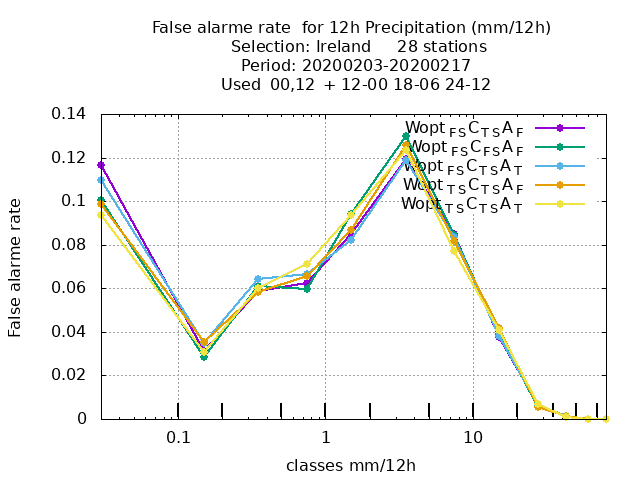 False alarme rate  for 12h Precipitation (mm/12h)
Selection: Ireland     28 stations
Period: 20200203-20200217
Used  00,12  + 12-00 18-06 24-12
Wopt FS C TS A F
Wopt FS C FS A F
Wopt FS C TS A T
Wopt TS C TS A F
Wopt TS C TS A T
False alarme rate
0.14
0.12
0.1
0.08
0.06
0.04
0.02
0
0.1 1 10
classes mm/12h